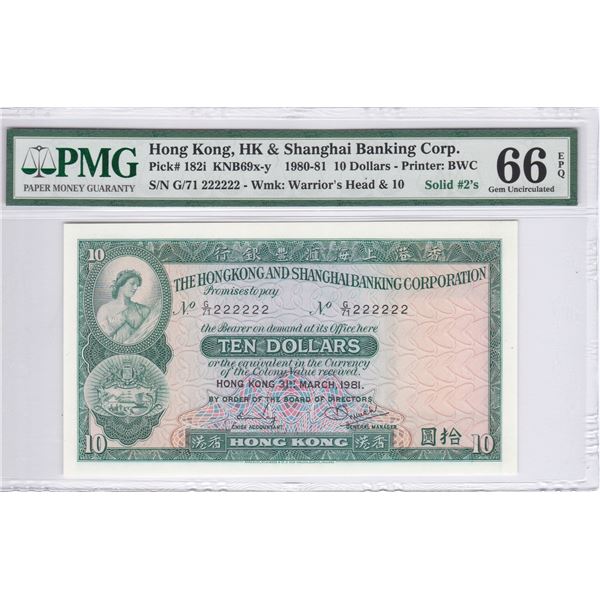 PMG
PAPER MONEY GUARANTY
Hong Kong, HK & Shanghai Banking Corp.
Pick# 182i KNB69x-y 1980-81 10 Dollars - Printer: BWC
S/N G/71 222222 - Wmk: Warrior's Head & 10 Solid #2's
66 EPQ
Gem Uncirculated
10 行銀豐滙海上港香
THE HONGKONG AND SHANGHAI BANKING CORPORATION
Promises to pay
No G/71 222222 No G/71 222222
the Bearer on demand at its Office here
TEN DOLLARS
or the equivalent in the Currency
of the Colony, Value received.
HONG KONG 31ST MARCH, 1981.
BY ORDER OF THE BOARD OF DIRECTORS
CHIEF ACCOUNTANT GENERAL MANAGER
10 港香 HONG KONG 港香 圓拾 10